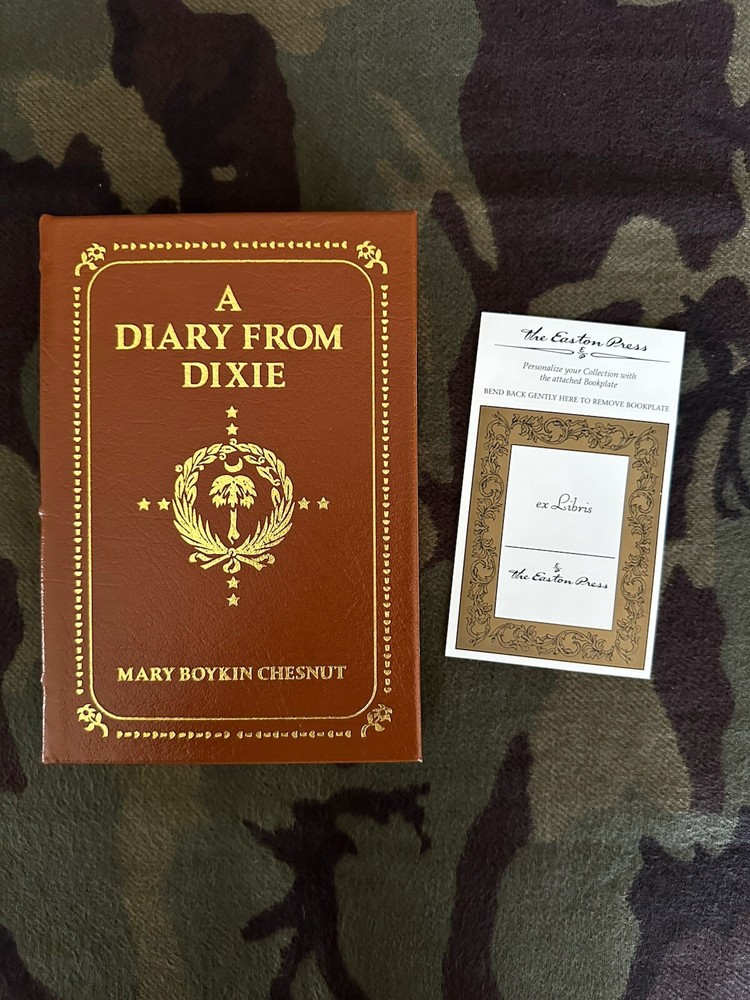 A
DIARY FROM
DIXIE
MARY BOYKIN CHESNUT
the Easton Press
Personalize your Collection with
the attached Bookplate
BEND BACK GENTLY HERE TO REMOVE BOOKPLATE
ex Libris
the Easton Press